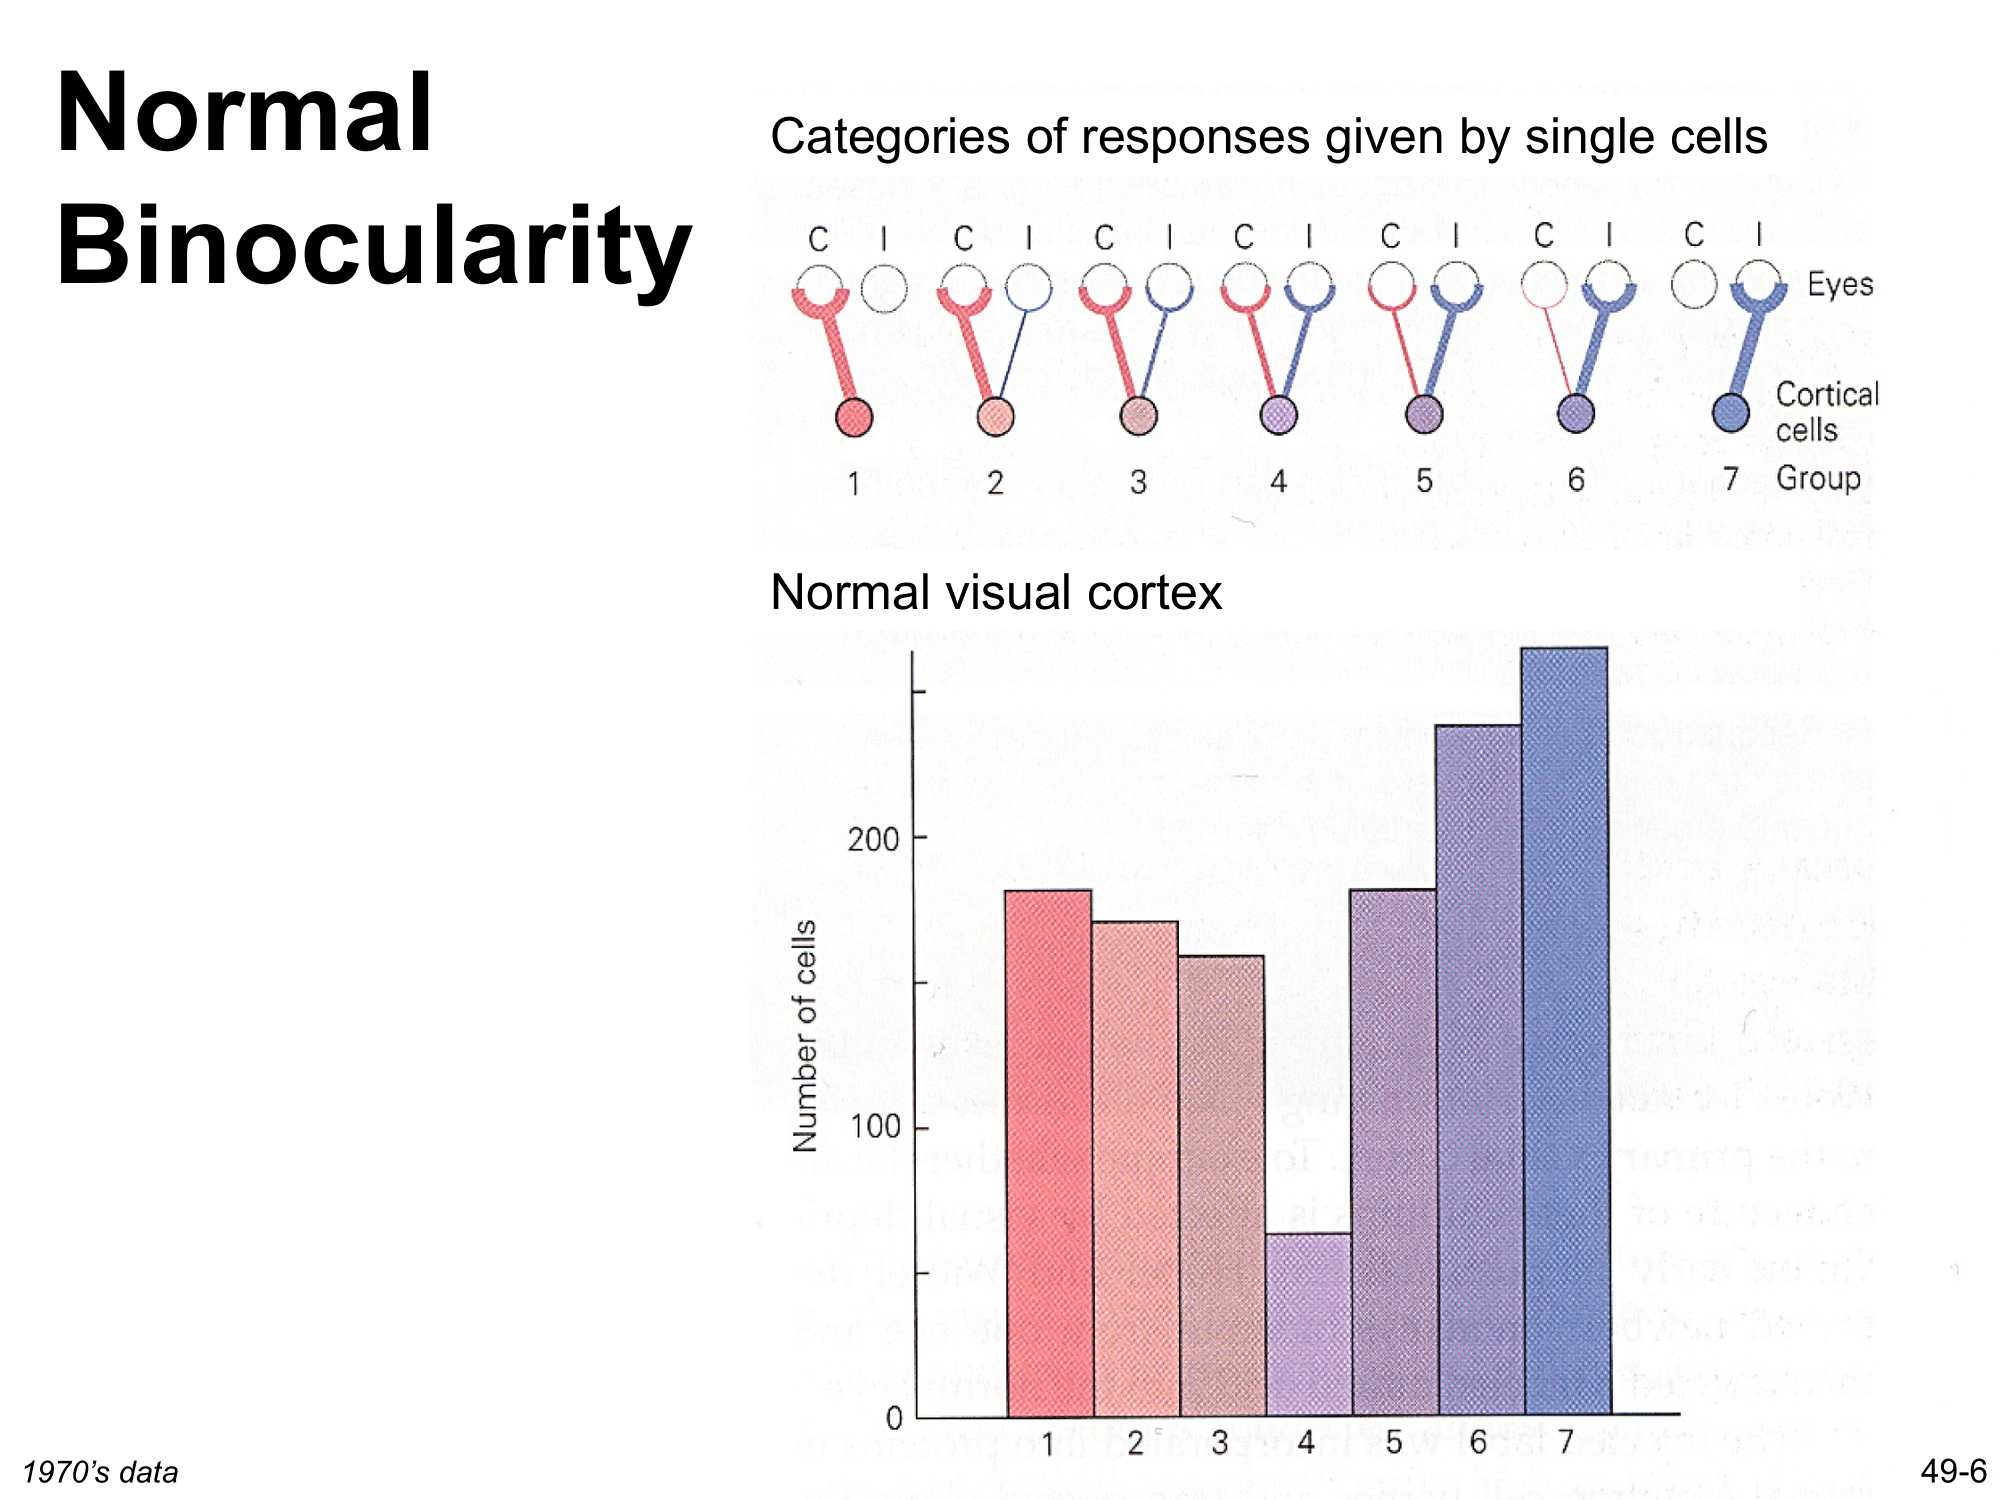 Normal
Binocularity
Categories of responses given by single cells
C I C I C I C I C I C I C I
Eyes
Cortical
cells
1 2 3 4 5 6 7 Group
Normal visual cortex
Number of cells
200
100
0
1 2 3 4 5 6 7
1970’s data
49-6